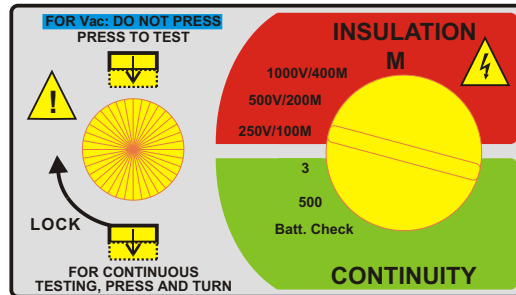 FOR Vac: DO NOT PRESS
PRESS TO TEST
!
LOCK
FOR CONTINUOUS
TESTING, PRESS AND TURN
INSULATION
M
1000V/400M
500V/200M
250V/100M
3
500
Batt. Check
CONTINUITY